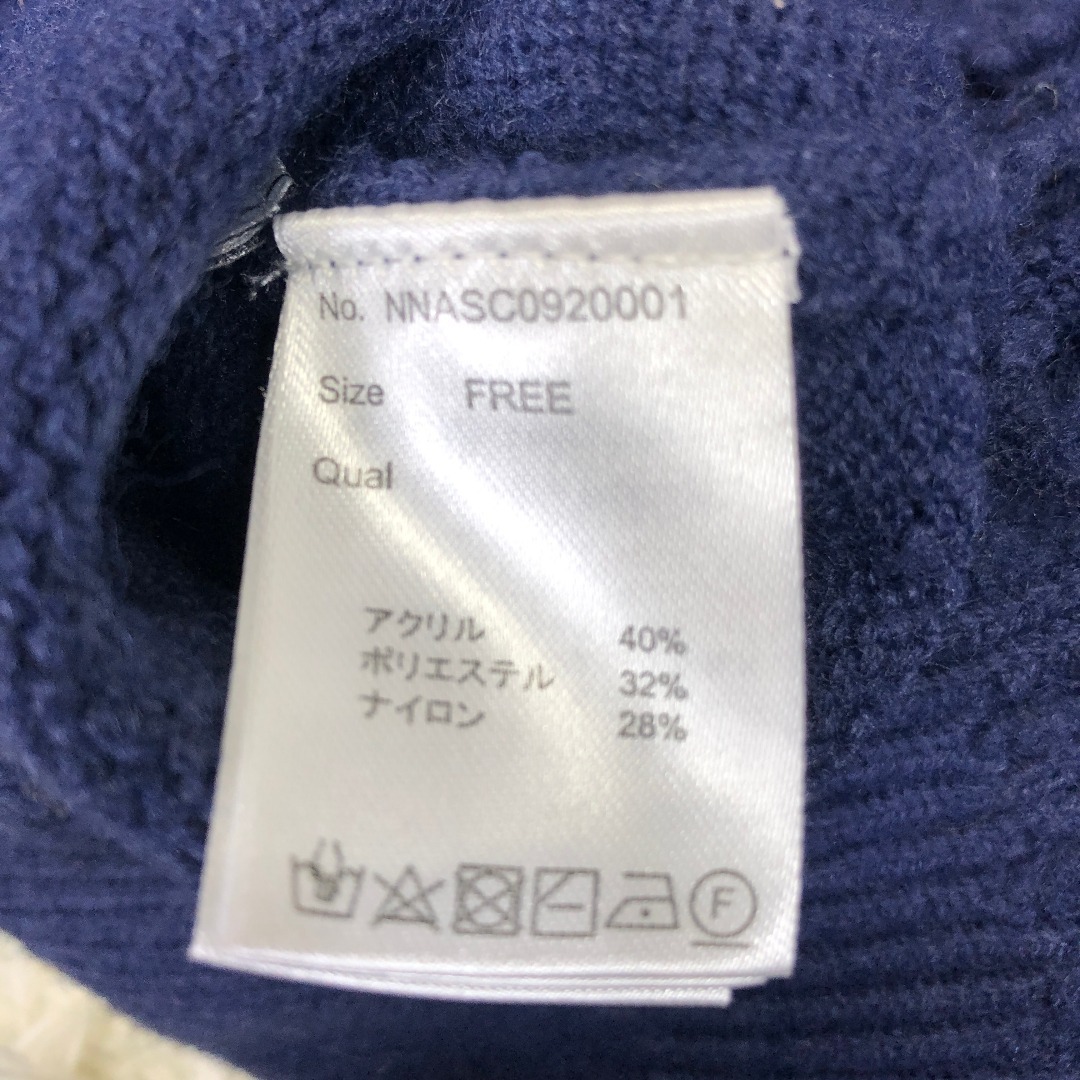 No. NNASC0920001
Size FREE
Qual
アクリル 40%
ポリエステル 32%
ナイロン 28%
F